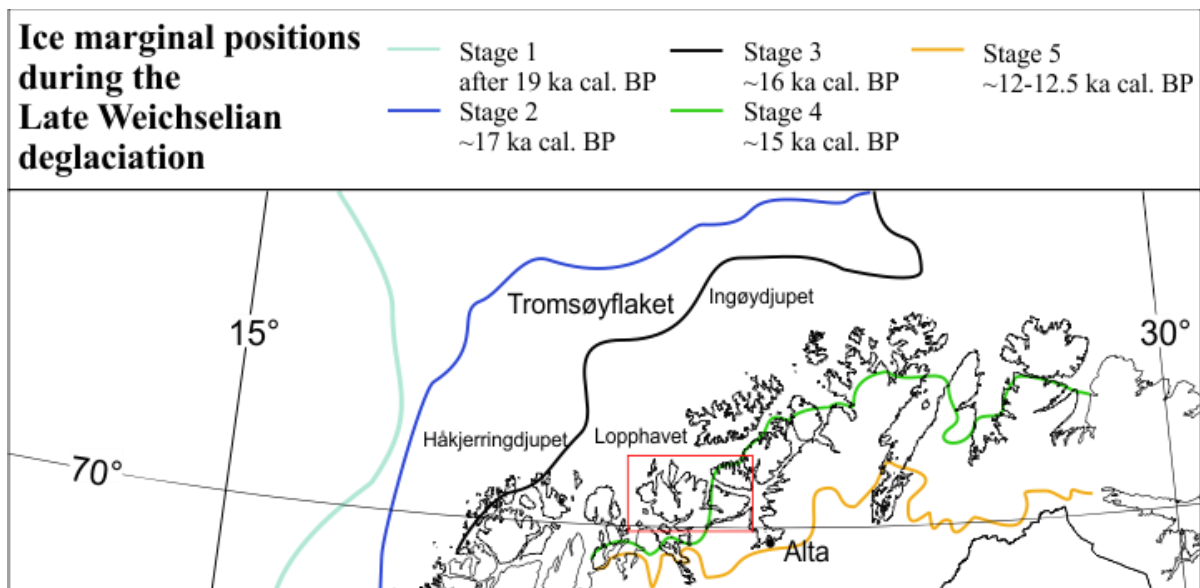 Ice marginal positions
during the
Late Weichselian
deglaciation
Stage 1
after 19 ka cal. BP
Stage 2
~17 ka cal. BP
Stage 3
~16 ka cal. BP
Stage 4
~15 ka cal. BP
Stage 5
~12-12.5 ka cal. BP
Tromsøyflaket
Ingøydjupet
15°
30°
Håkjerringdjupet
Lopphavet
70°
Alta